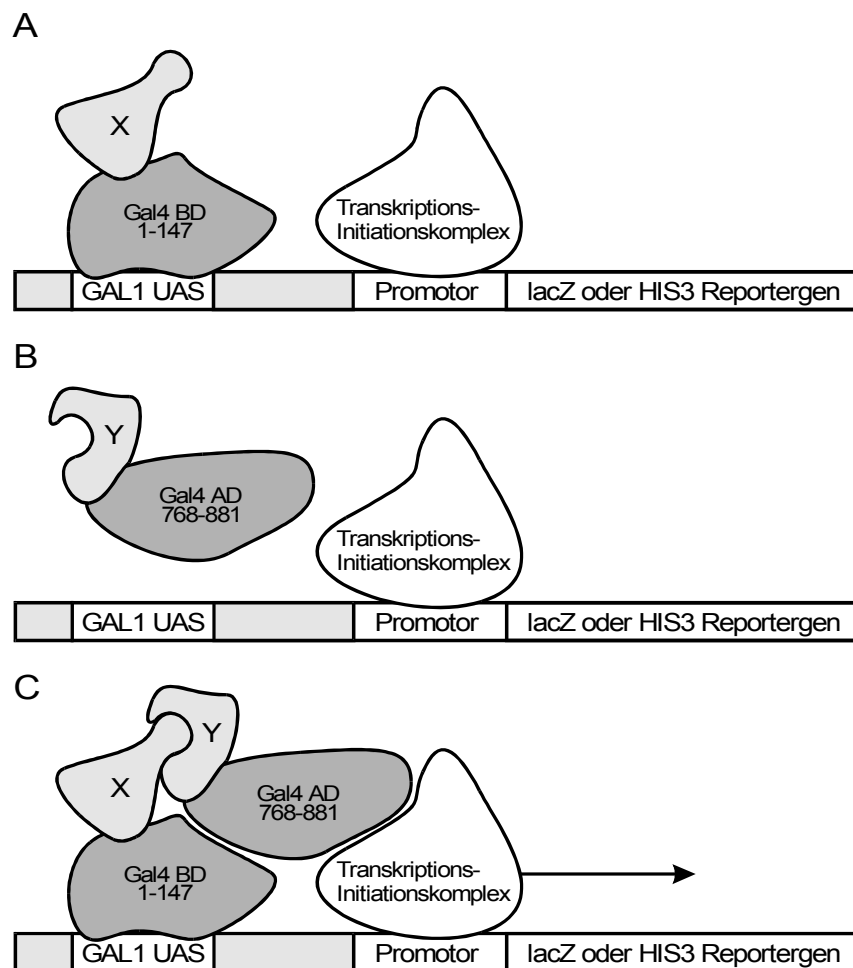 A
X
Gal4 BD
1-147
Transkriptions-
Initiationskomplex
GAL1 UAS Promotor lacZ oder HIS3 Reportergen
B
Y
Gal4 AD
768-881
Transkriptions-
Initiationskomplex
GAL1 UAS Promotor lacZ oder HIS3 Reportergen
C
Y
X
Gal4 AD
768-881
Gal4 BD
1-147
Transkriptions-
Initiationskomplex
GAL1 UAS Promotor lacZ oder HIS3 Reportergen